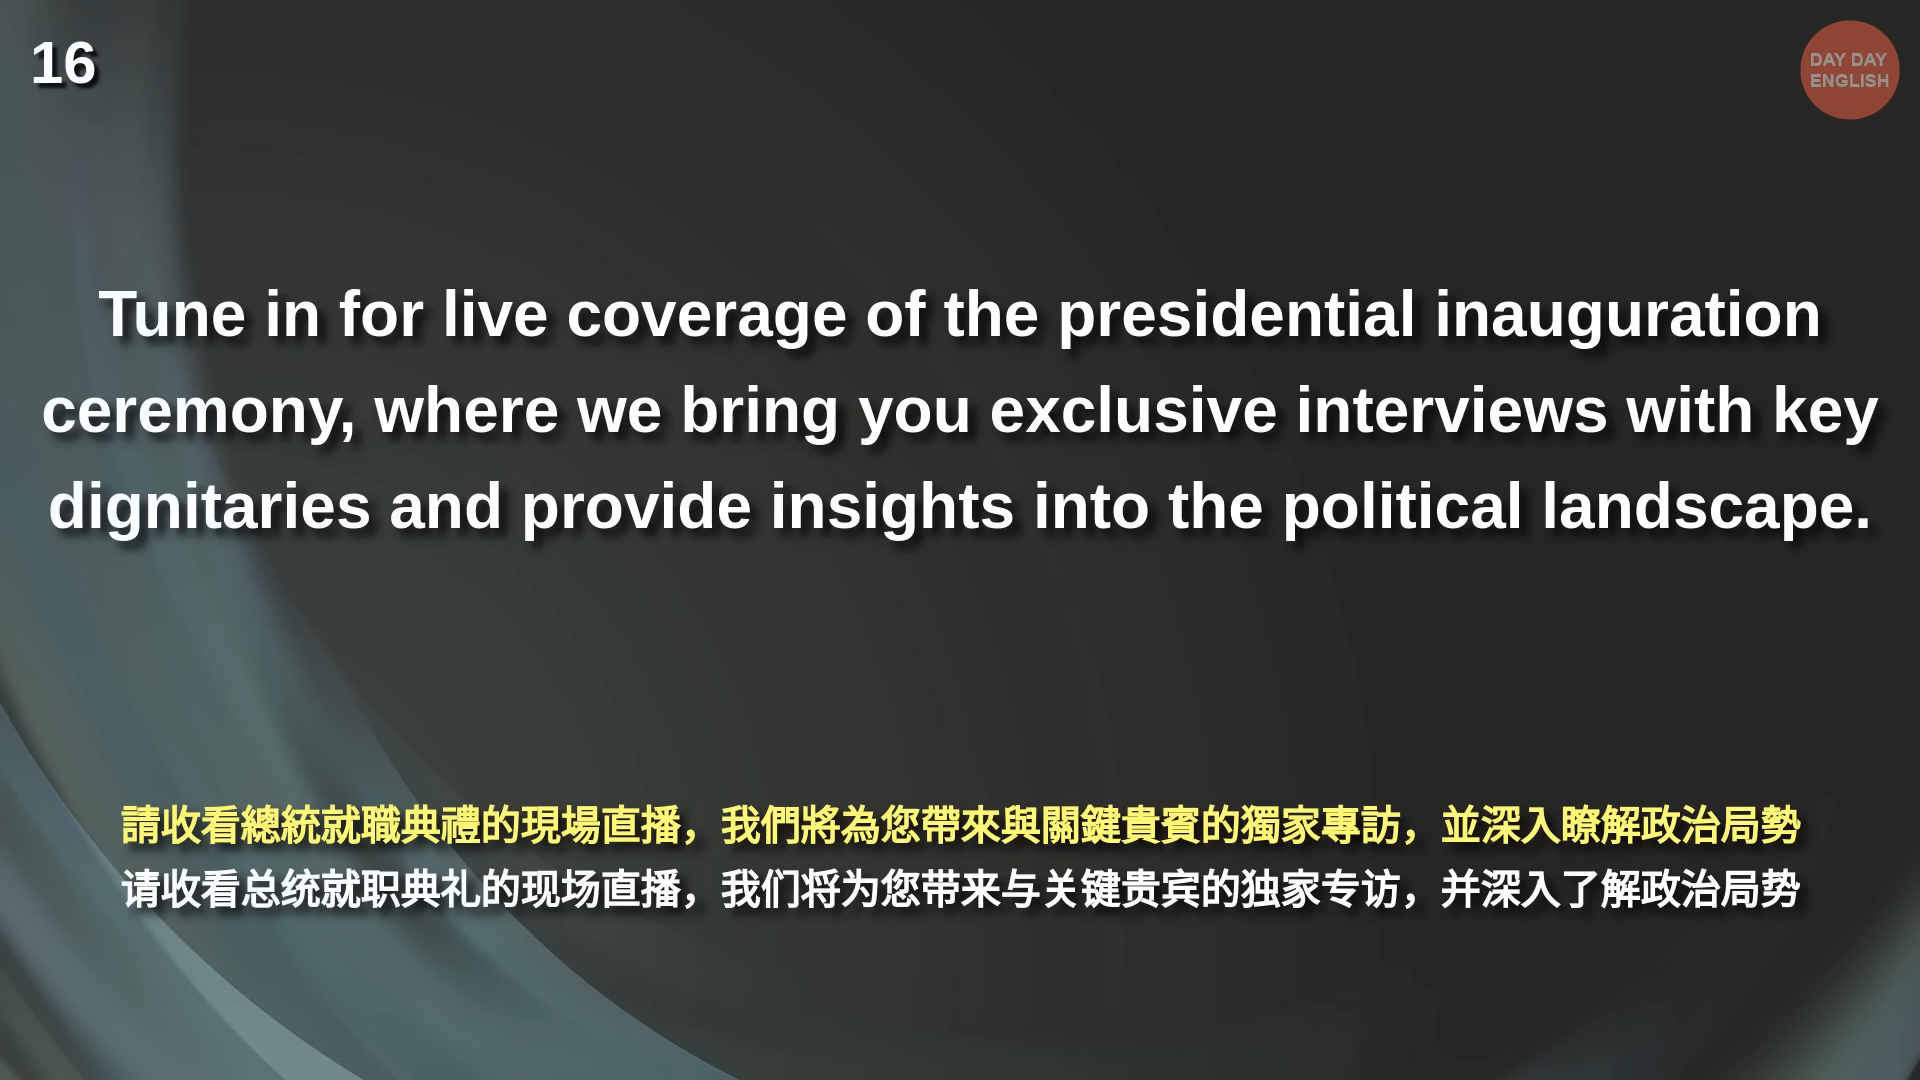 16
DAY DAY
ENGLISH
Tune in for live coverage of the presidential inauguration
ceremony, where we bring you exclusive interviews with key
dignitaries and provide insights into the political landscape.
請收看總統就職典禮的現場直播，我們將為您帶來與關鍵貴賓的獨家專訪，並深入瞭解政治局勢
请收看总统就职典礼的现场直播，我们将为您带来与关键贵宾的独家专访，并深入了解政治局势